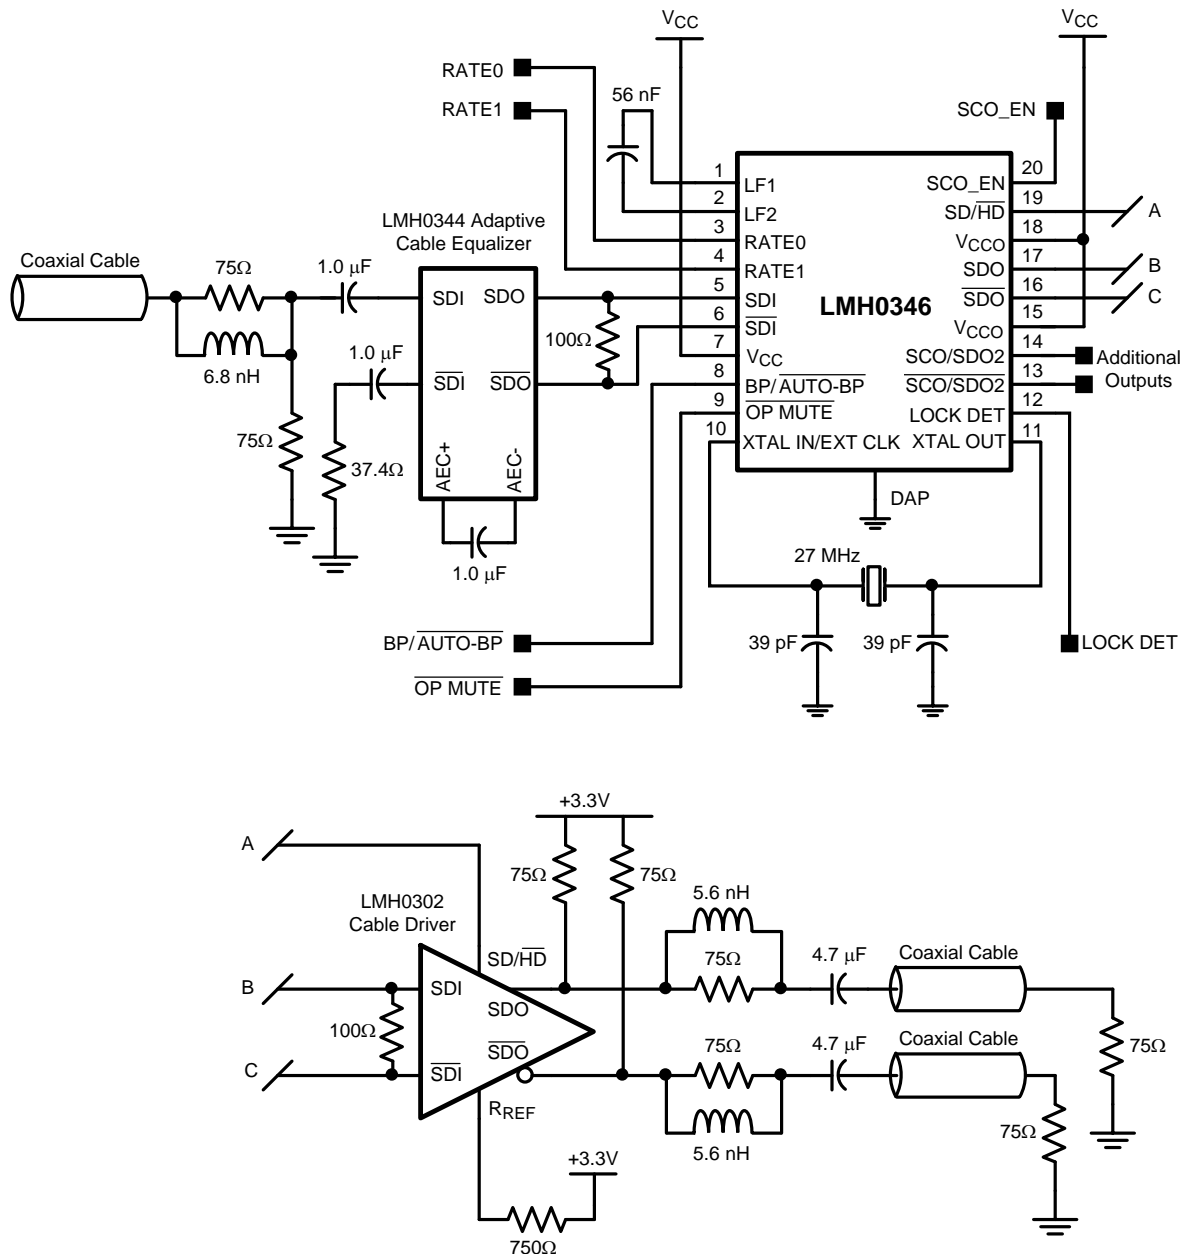 VCC
VCC
RATE0
RATE1
56 nF
SCO_EN
1
2
3
4
5
6
7
8
9
10
LF1
LF2
RATE0
RATE1
SDI
SDI
VCC
BP/AUTO-BP
OP MUTE
XTAL IN/EXT CLK
LMH0346
SCO_EN
SD/HD
VCCO
SDO
SDO
VCCO
SCO/SDO2
SCO/SDO2
LOCK DET
XTAL OUT
20
19
18
17
16
15
14
13
12
11
A
B
C
Additional
Outputs
DAP
LMH0344 Adaptive
Cable Equalizer
Coaxial Cable
75Ω
1.0 μF
6.8 nH
1.0 μF
75Ω
37.4Ω
SDI
SDO
SDI
SDO
AEC+
AEC-
100Ω
1.0 μF
27 MHz
39 pF
39 pF
BP/AUTO-BP
OP MUTE
LOCK DET
+3.3V
A
75Ω
75Ω
LMH0302
Cable Driver
5.6 nH
SD/HD
75Ω
4.7 μF
Coaxial Cable
B
SDI
SDO
100Ω
SDO
75Ω
4.7 μF
Coaxial Cable
75Ω
C
SDI
RREF
5.6 nH
75Ω
+3.3V
750Ω